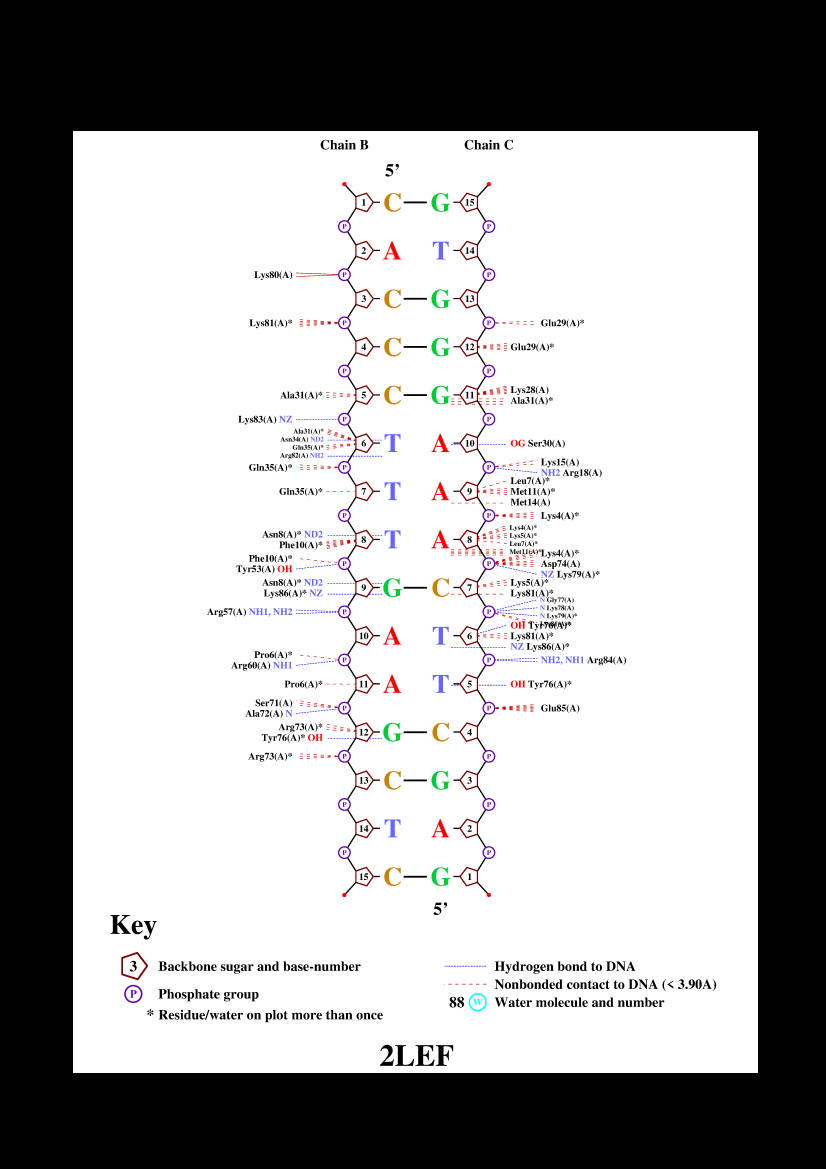 Chain B Chain C
5’
1 C G 15
P P
2 A T 14
Lys80(A) P P
3 C G 13
Lys81(A)* P P Glu29(A)*
4 C G 12 Glu29(A)*
P P
Lys28(A)
Ala31(A)* 5 C G 11
Ala31(A)*
Lys83(A) NZ P P
Ala31(A)*
Asn34(A) ND2
6 T A 10 OG Ser30(A)
Gln35(A)*
Arg82(A) NH2
Lys15(A)
Gln35(A)* P P
NH2 Arg18(A)
Leu7(A)*
Gln35(A)* 7 T A 9 Met11(A)*
Met14(A)
P P Lys4(A)*
Lys4(A)*
Asn8(A)* ND2 Lys5(A)*
8 T A 8
Phe10(A)* Leu7(A)*
Met11(A)*
Phe10(A)* Lys4(A)*
P P Asp74(A)
Tyr53(A) OH NZ Lys79(A)*
Asn8(A)* ND2 Lys5(A)*
9 G C 7
Lys86(A)* NZ Lys81(A)*
N Gly77(A)
N Lys78(A)
Arg57(A) NH1, NH2 P P
N Lys79(A)*
OH Tyr76(A)*
10 A T 6 Lys81(A)*
NZ Lys86(A)*
Pro6(A)*
P P NH2, NH1 Arg84(A)
Arg60(A) NH1
Pro6(A)* 11 A T 5 OH Tyr76(A)*
Ser71(A)
P P Glu85(A)
Ala72(A) N
Arg73(A)*
12 G C 4
Tyr76(A)* OH
Arg73(A)* P P
13 C G 3
P P
14 T A 2
P P
15 C G 1
5’
Key
3 Backbone sugar and base-number
P Phosphate group
* Residue/water on plot more than once
Hydrogen bond to DNA
Nonbonded contact to DNA (< 3.90A)
88 W Water molecule and number
2LEF